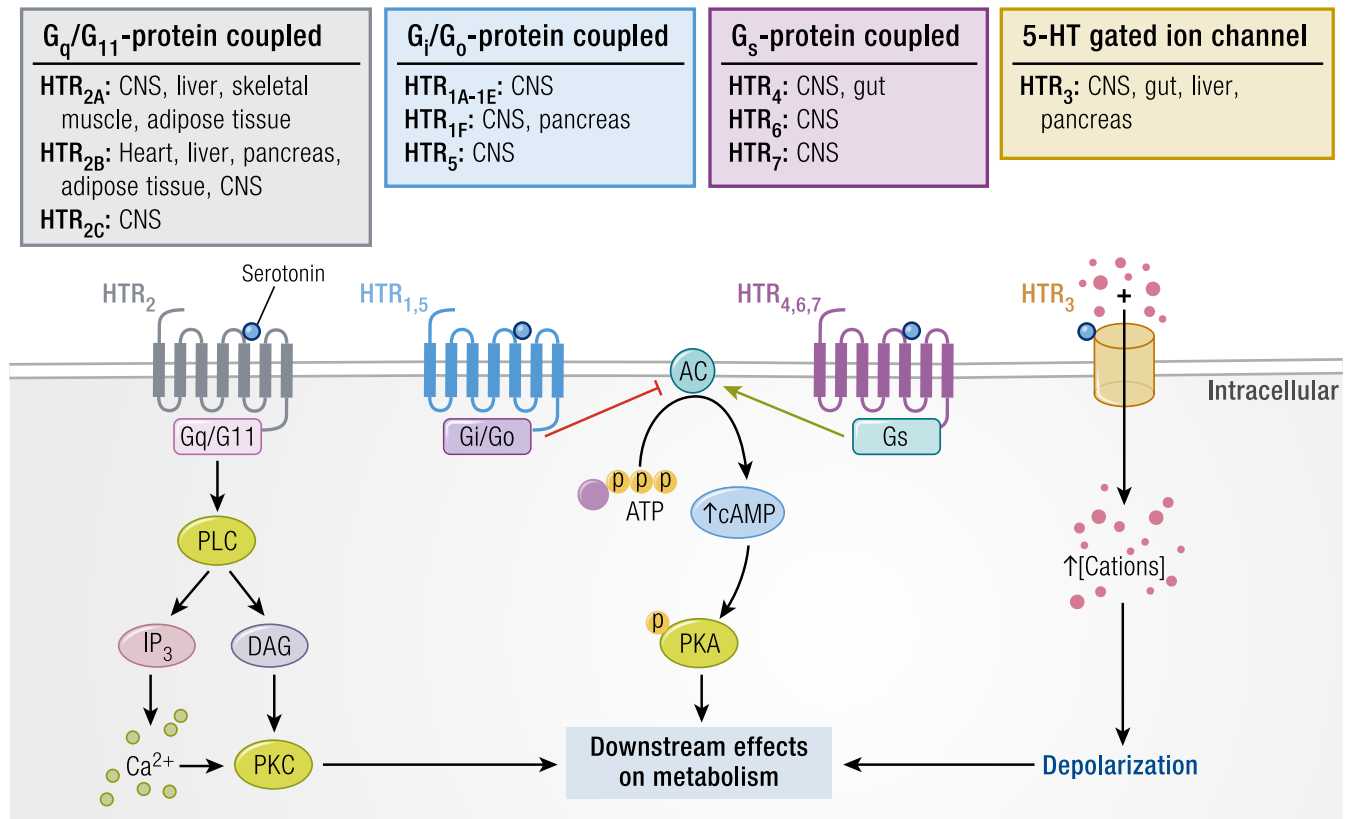 Gq/G11-protein coupled
HTR2A: CNS, liver, skeletal
muscle, adipose tissue
HTR2B: Heart, liver, pancreas,
adipose tissue, CNS
HTR2C: CNS
Gi/Go-protein coupled
HTR1A-1E: CNS
HTR1F: CNS, pancreas
HTR5: CNS
Gs-protein coupled
HTR4: CNS, gut
HTR6: CNS
HTR7: CNS
5-HT gated ion channel
HTR3: CNS, gut, liver,
pancreas
Serotonin
HTR2
HTR1,5
HTR4,6,7
HTR3
+
AC
Intracellular
Gq/G11
Gi/Go
Gs
p p p
ATP
↑cAMP
PLC
↑[Cations]
IP3
DAG
p
PKA
Ca2+
PKC
Downstream effects
on metabolism
Depolarization